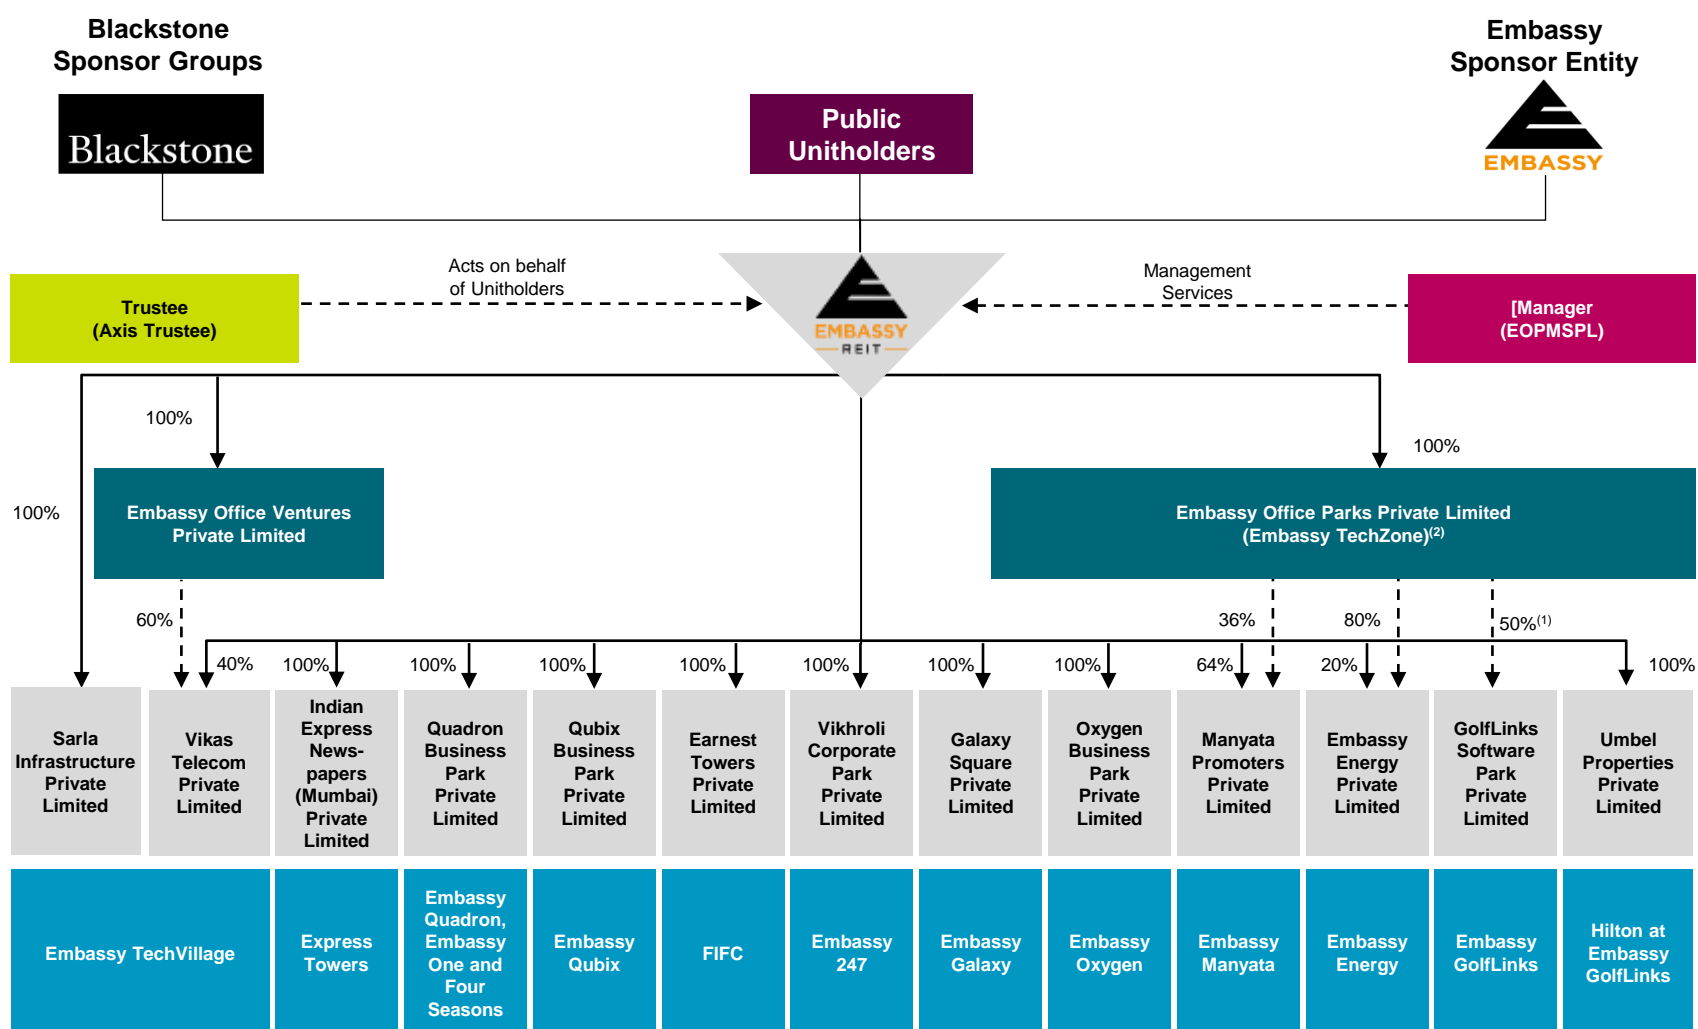 Blackstone
Sponsor Groups
Embassy
Sponsor Entity
Blackstone
Public
Unitholders
EMBASSY
Acts on behalf
of Unitholders
Management
Services
Trustee
(Axis Trustee)
EMBASSY
REIT
[Manager
(EOPMSPL)
100%
100%
100%
Embassy Office Ventures
Private Limited
Embassy Office Parks Private Limited
(Embassy TechZone)(2)
60%
36%
80%
50%(1)
40%
100%
100%
100%
100%
100%
100%
100%
64%
20%
100%
Sarla
Infrastructure
Private
Limited
Vikas
Telecom
Private
Limited
Indian
Express
News-
papers
(Mumbai)
Private
Limited
Quadron
Business
Park
Private
Limited
Qubix
Business
Park
Private
Limited
Earnest
Towers
Private
Limited
Vikhroli
Corporate
Park
Private
Limited
Galaxy
Square
Private
Limited
Oxygen
Business
Park
Private
Limited
Manyata
Promoters
Private
Limited
Embassy
Energy
Private
Limited
GolfLinks
Software
Park
Private
Limited
Umbel
Properties
Private
Limited
Embassy TechVillage
Express
Towers
Embassy
Quadron,
Embassy
One and
Four
Seasons
Embassy
Qubix
FIFC
Embassy
247
Embassy
Galaxy
Embassy
Oxygen
Embassy
Manyata
Embassy
Energy
Embassy
GolfLinks
Hilton at
Embassy
GolfLinks